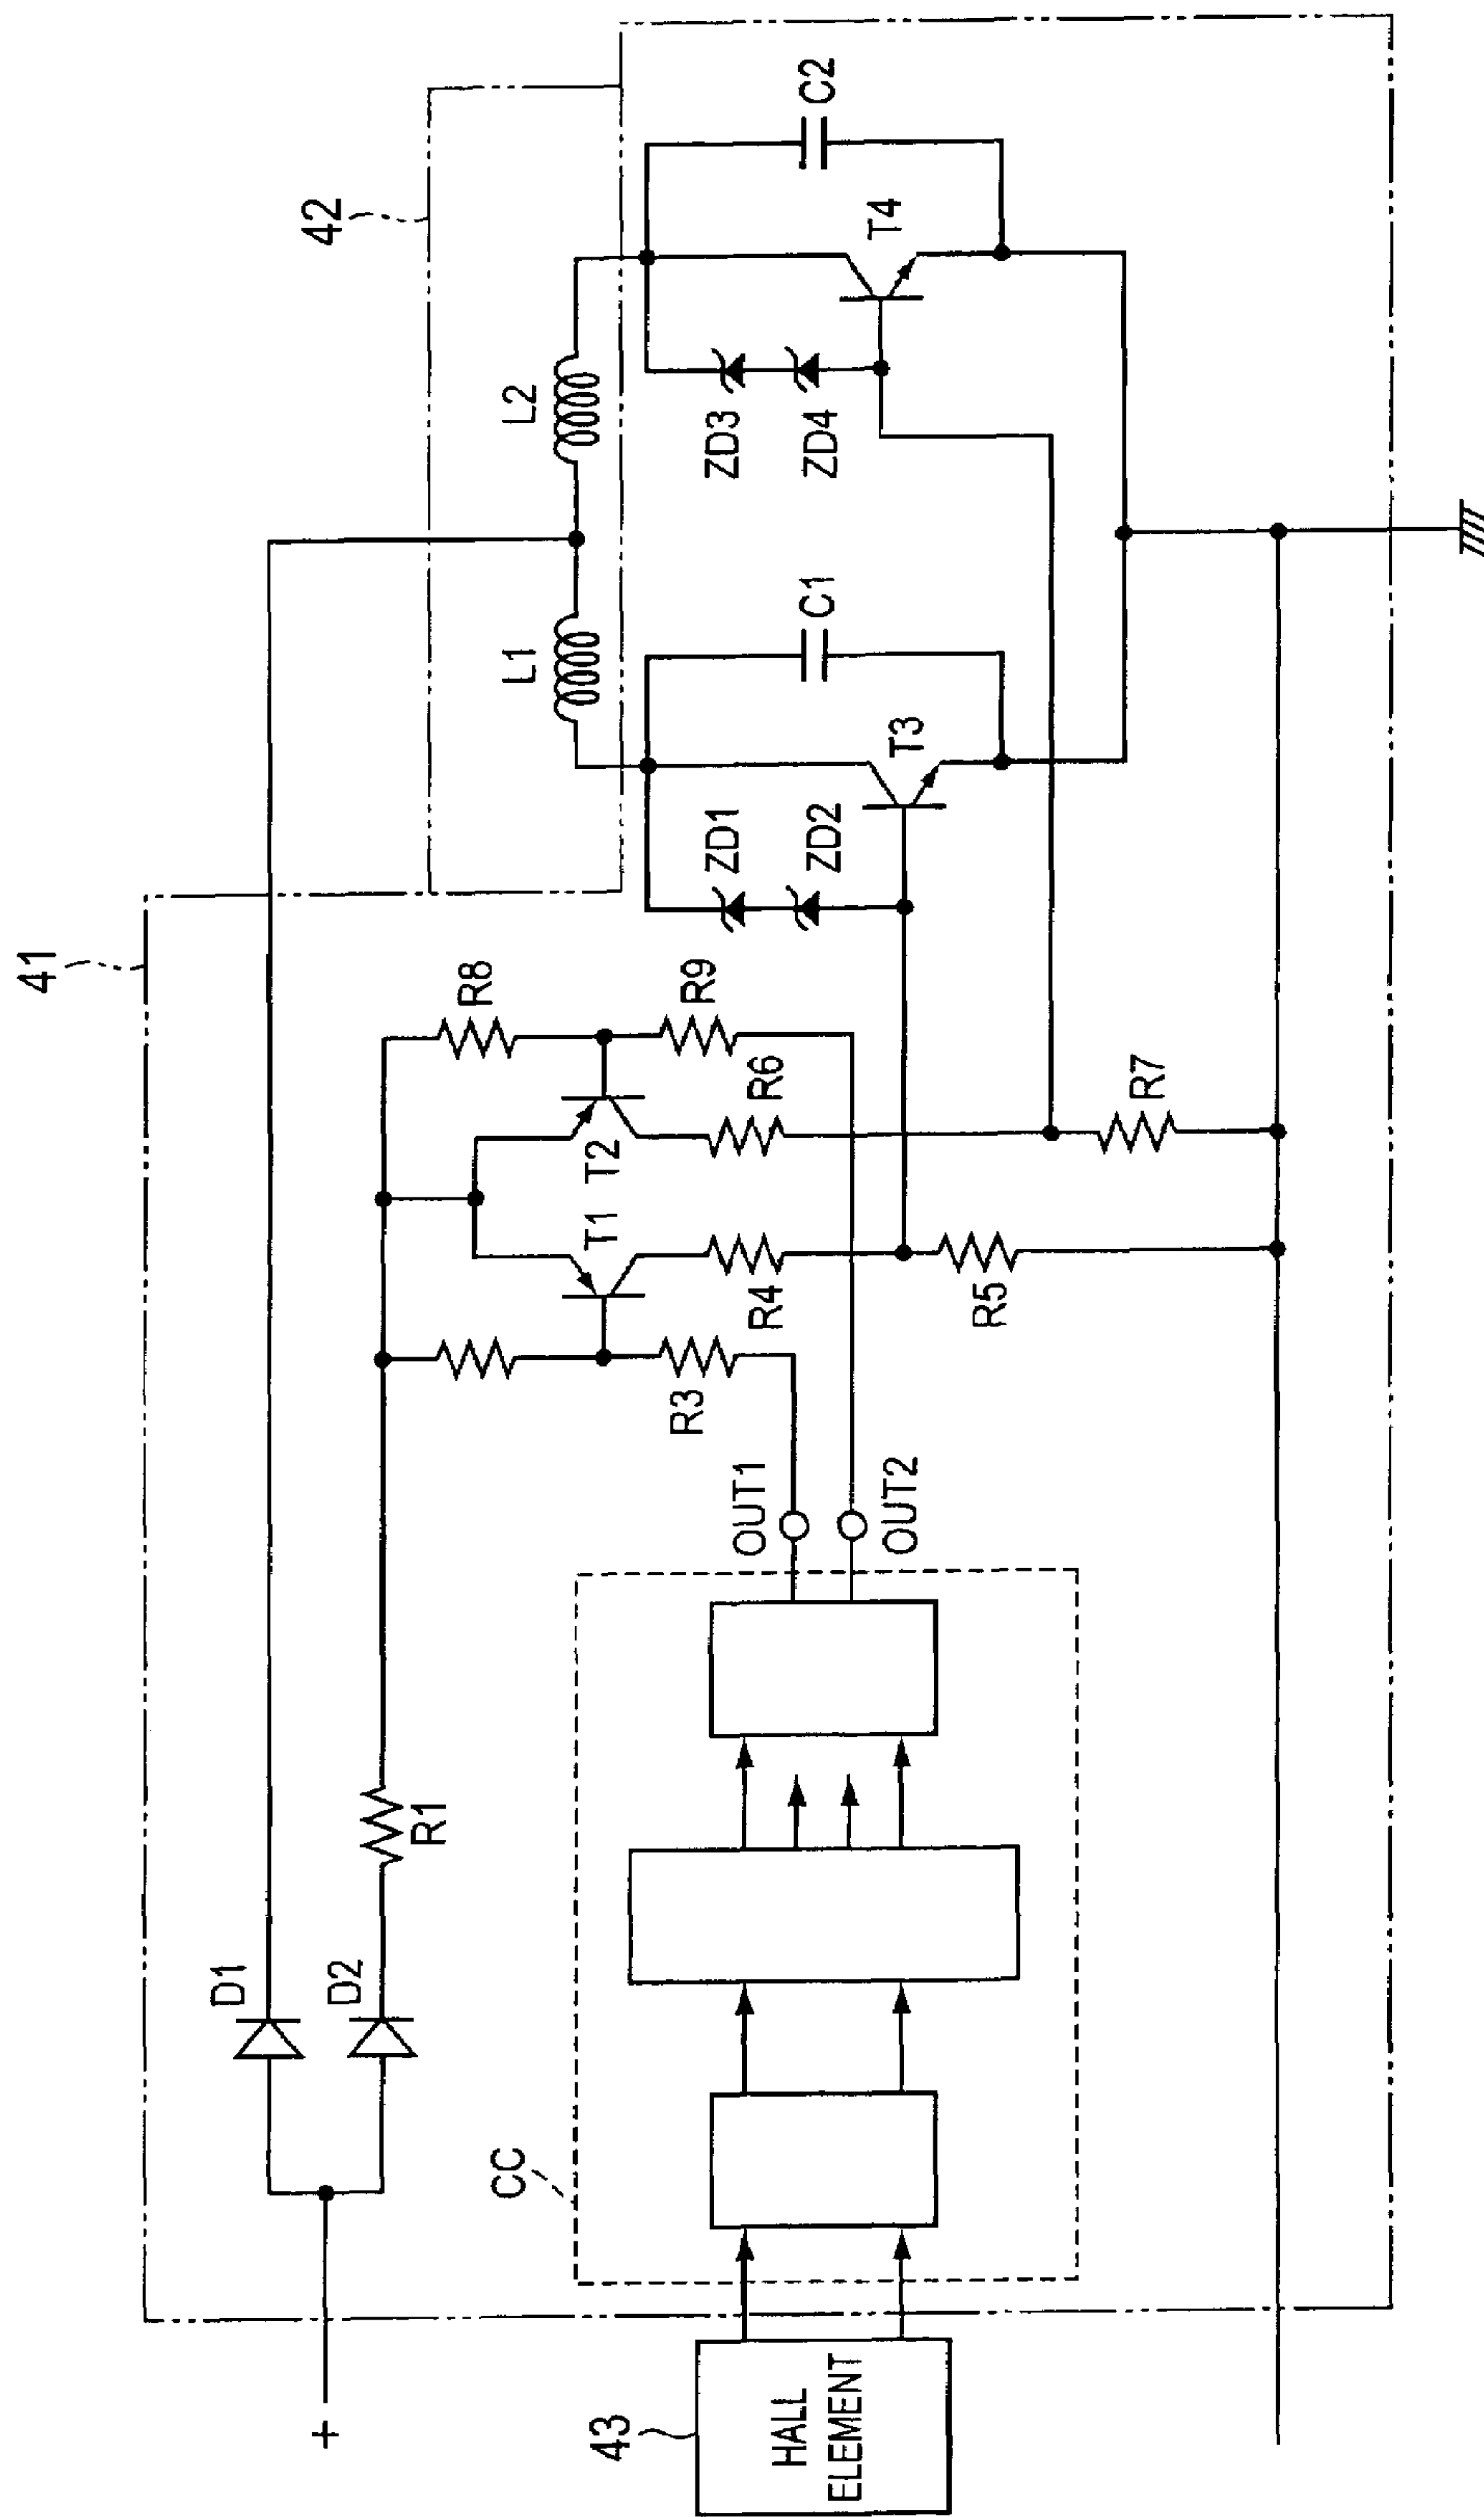 41
42
43
D1
D2
R1
R8
R9
R6
T2
T1
R4
R3
R5
R7
L1
L2
ZD1
ZD2
ZD3
ZD4
C1
C2
T3
T4
OUT1
OUT2
CC
+
HALL
ELEMENT